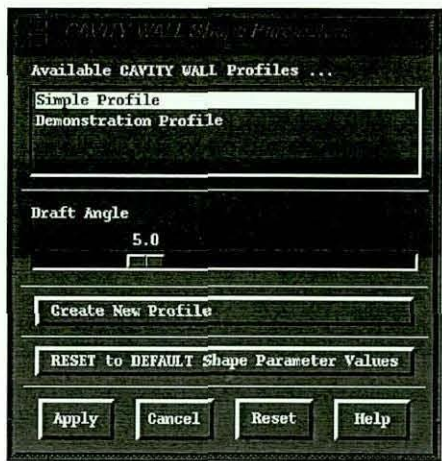 CAVITY WALL Shape Parameters
Available CAVITY WALL Profiles ...
Simple Profile
Demonstration Profile
Draft Angle
5.0
Create New Profile
RESET to DEFAULT Shape Parameter Values
Apply Cancel Reset Help